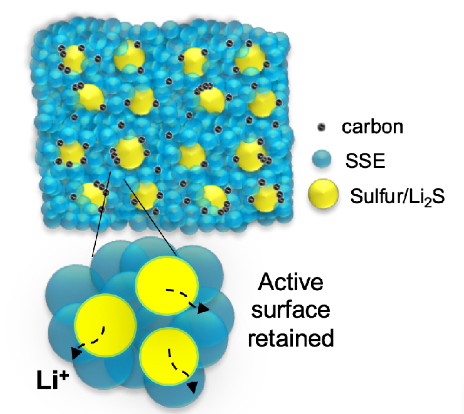 carbon
SSE
Sulfur/Li₂S
Active
surface
retained
Li⁺